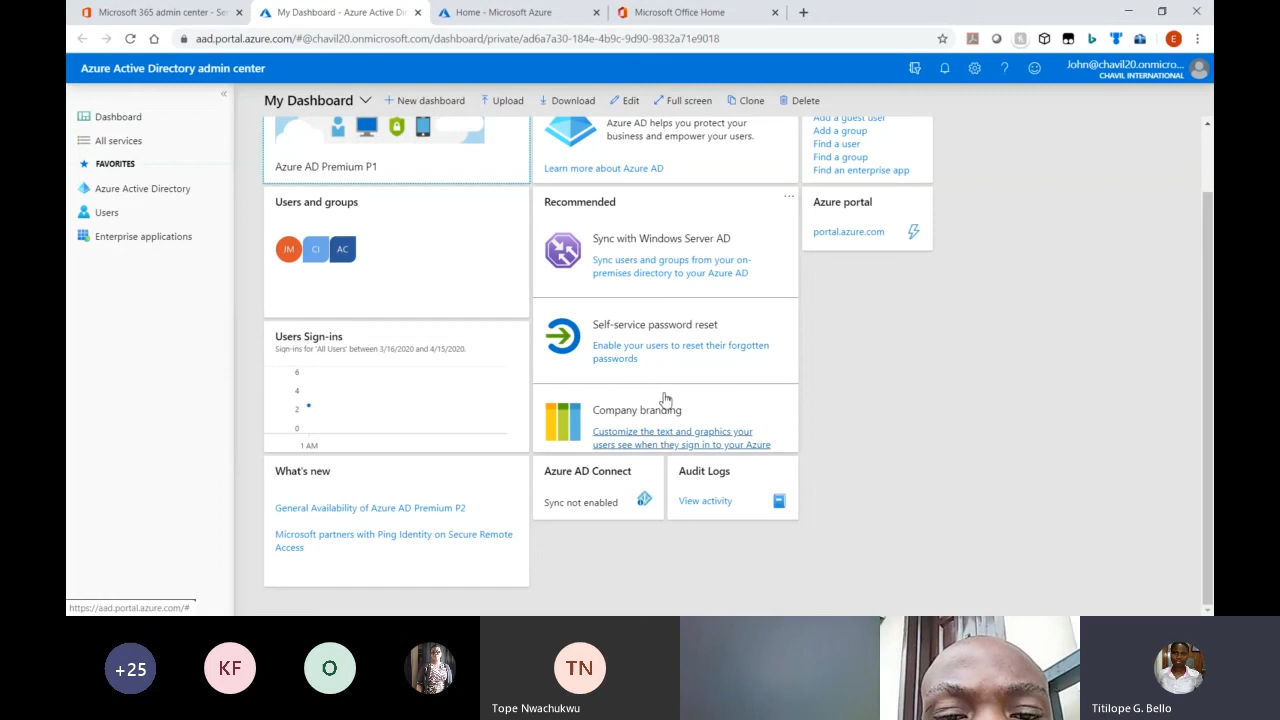 Microsoft 365 admin center - Se
My Dashboard - Azure Active Di
Home - Microsoft Azure
Microsoft Office Home
aad.portal.azure.com/#@chavil20.onmicrosoft.com/dashboard/private/ad6a7a30-184e-4b9c-9d90-9832a71e9018
E
Azure Active Directory admin center
John@chavil20.onmicro...
CHAVIL INTERNATIONAL
Dashboard
All services
FAVORITES
Azure Active Directory
Users
Enterprise applications
My Dashboard
New dashboard
Upload
Download
Edit
Full screen
Clone
Delete
Azure AD Premium P1
Azure AD helps you protect your
business and empower your users.
Learn more about Azure AD
Add a guest user
Add a group
Find a user
Find a group
Find an enterprise app
Users and groups
JM
CI
AC
Recommended
Sync with Windows Server AD
Sync users and groups from your on-
premises directory to your Azure AD
Self-service password reset
Enable your users to reset their forgotten
passwords
Company branding
Customize the text and graphics your
users see when they sign in to your Azure
Azure portal
portal.azure.com
Users Sign-ins
Sign-ins for 'All Users' between 3/16/2020 and 4/15/2020.
6
4
2
0
1 AM
What's new
General Availability of Azure AD Premium P2
Microsoft partners with Ping Identity on Secure Remote
Access
Azure AD Connect
Sync not enabled
Audit Logs
View activity
https://aad.portal.azure.com/#
+25
KF
O
TN
Tope Nwachukwu
Titilope G. Bello